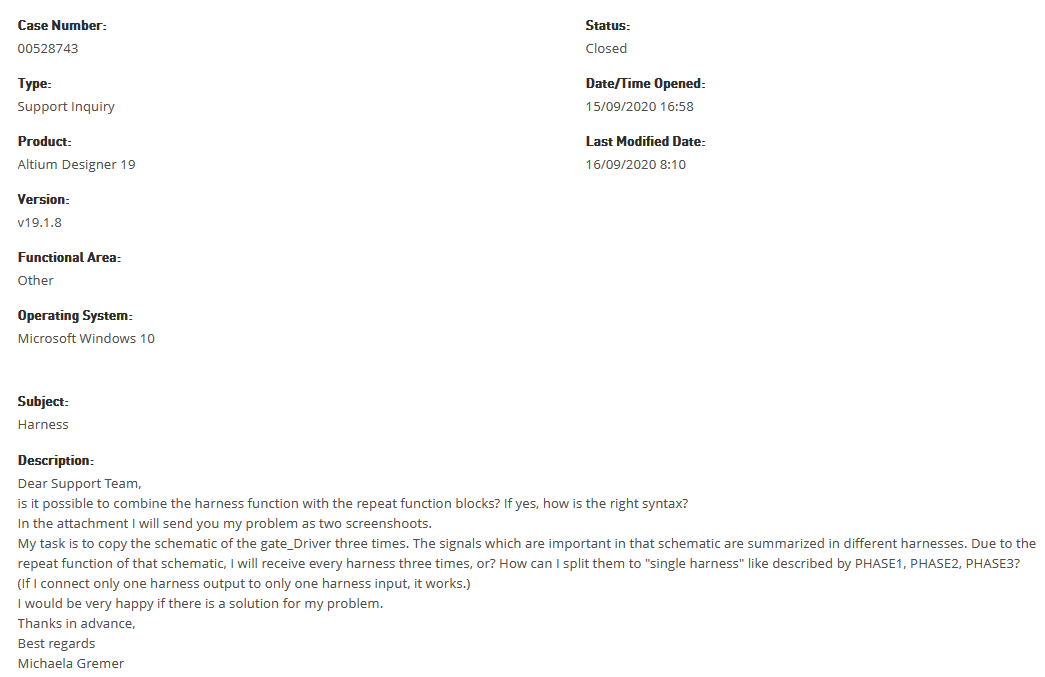 Case Number:
00528743
Status:
Closed
Type:
Support Inquiry
Date/Time Opened:
15/09/2020 16:58
Product:
Altium Designer 19
Last Modified Date:
16/09/2020 8:10
Version:
v19.1.8
Functional Area:
Other
Operating System:
Microsoft Windows 10
Subject:
Harness
Description:
Dear Support Team,
is it possible to combine the harness function with the repeat function blocks? If yes, how is the right syntax?
In the attachment I will send you my problem as two screenshoots.
My task is to copy the schematic of the gate_Driver three times. The signals which are important in that schematic are summarized in different harnesses. Due to the
repeat function of that schematic, I will receive every harness three times, or? How can I split them to "single harness" like described by PHASE1, PHASE2, PHASE3?
(If I connect only one harness output to only one harness input, it works.)
I would be very happy if there is a solution for my problem.
Thanks in advance,
Best regards
Michaela Gremer